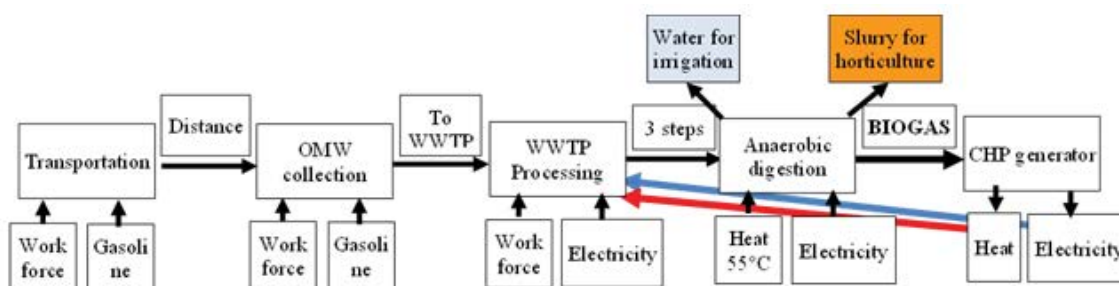 Water for
irrigation
Slurry for
horticulture
Distance
To
WWTP
3 steps
BIOGAS
Transportation
OMW
collection
WWTP
Processing
Anaerobic
digestion
CHP generator
Work
force
Gasoli
ne
Work
force
Gasoli
ne
Work
force
Electricity
Heat
55°C
Electricity
Heat
Electricity